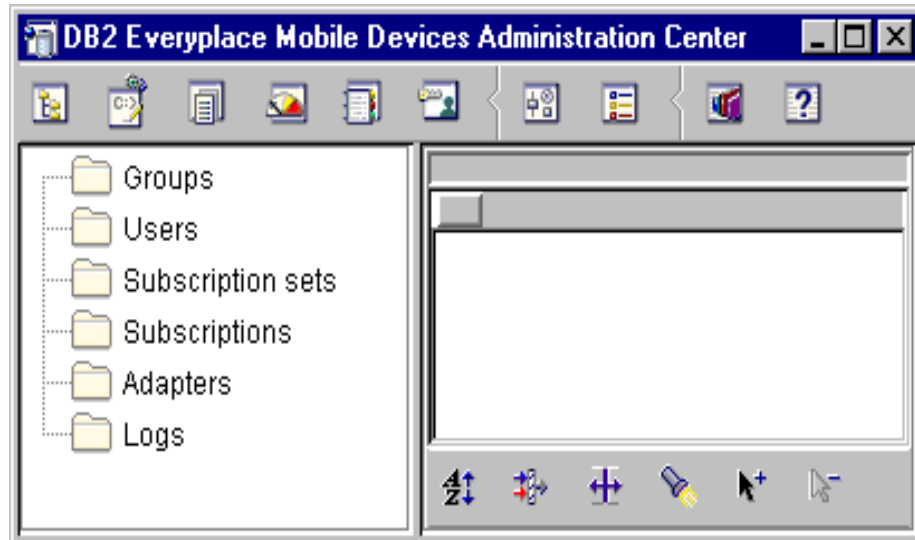 DB2 Everyplace Mobile Devices Administration Center
Groups
Users
Subscription sets
Subscriptions
Adapters
Logs